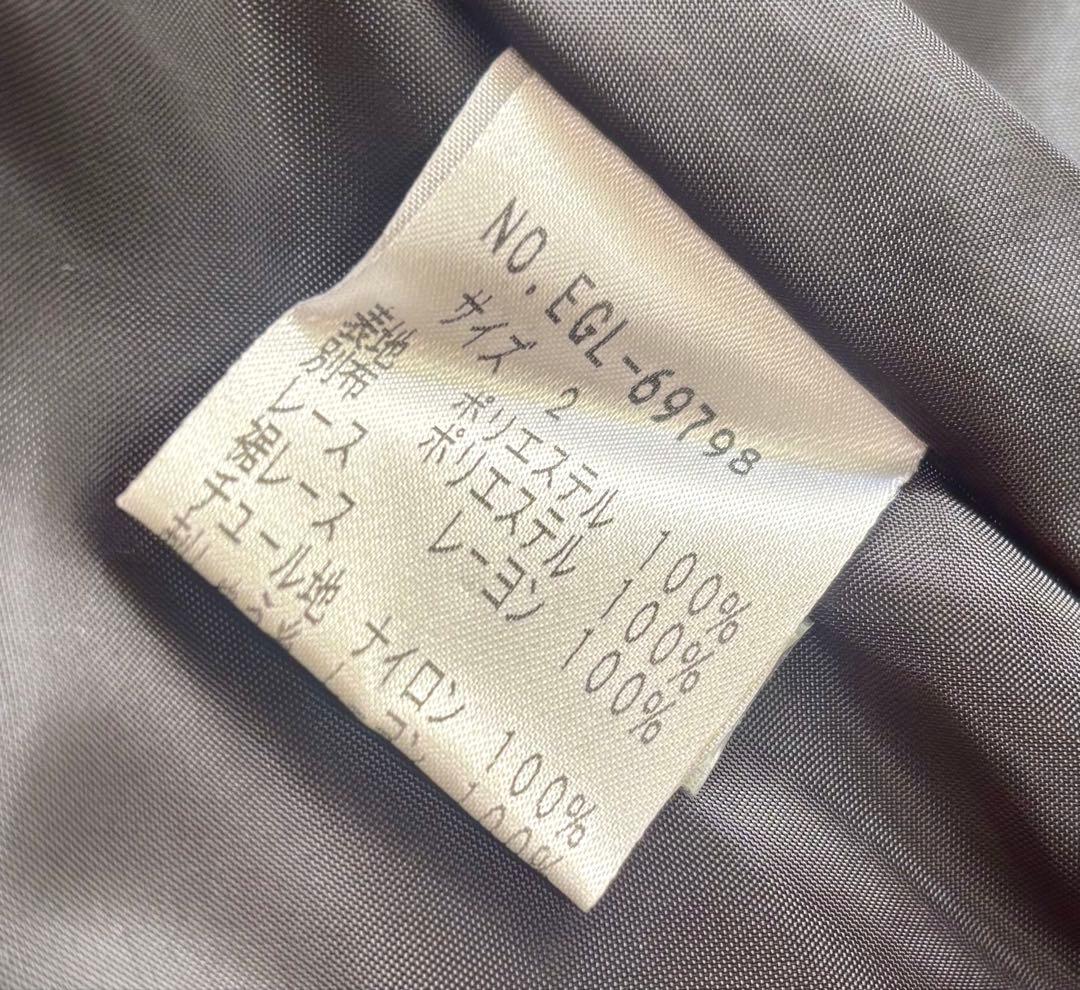 NO.EGL-69798
サイズ 2
表地 ポリエステル 100%
別布 ポリエステル 100%
レース レーヨン 100%
裾レース
チュール地 ナイロン 100%
100%